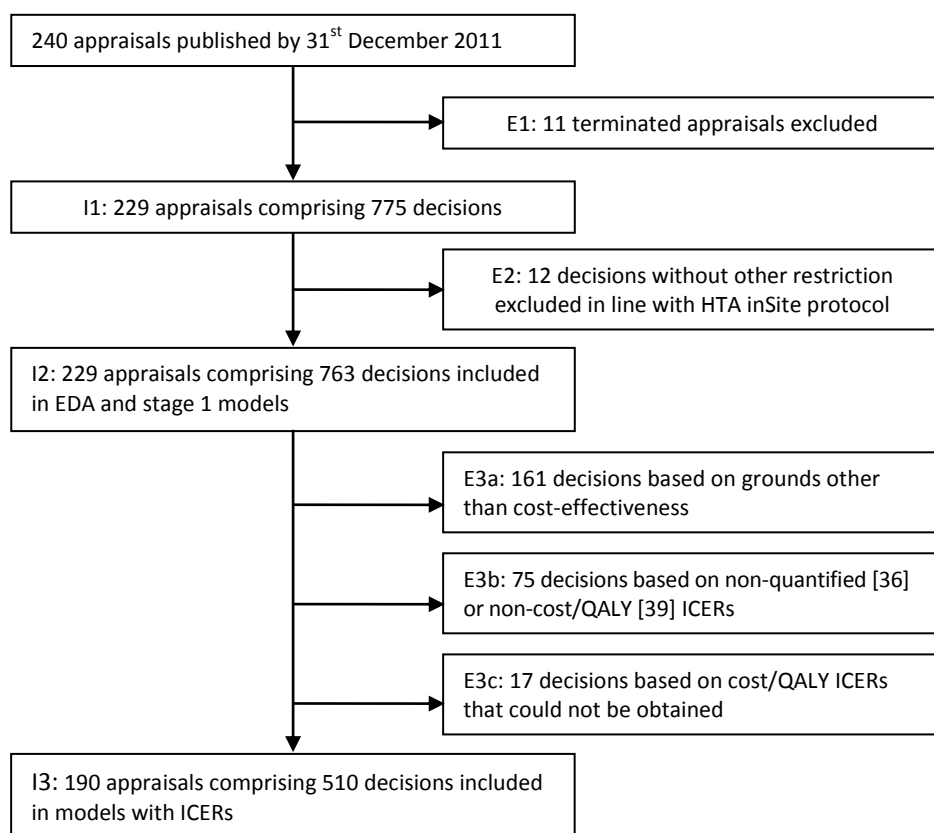 240 appraisals published by 31st December 2011
E1: 11 terminated appraisals excluded
I1: 229 appraisals comprising 775 decisions
E2: 12 decisions without other restriction
excluded in line with HTA inSite protocol
I2: 229 appraisals comprising 763 decisions included
in EDA and stage 1 models
E3a: 161 decisions based on grounds other
than cost-effectiveness
E3b: 75 decisions based on non-quantified [36]
or non-cost/QALY [39] ICERs
E3c: 17 decisions based on cost/QALY ICERs
that could not be obtained
I3: 190 appraisals comprising 510 decisions included
in models with ICERs